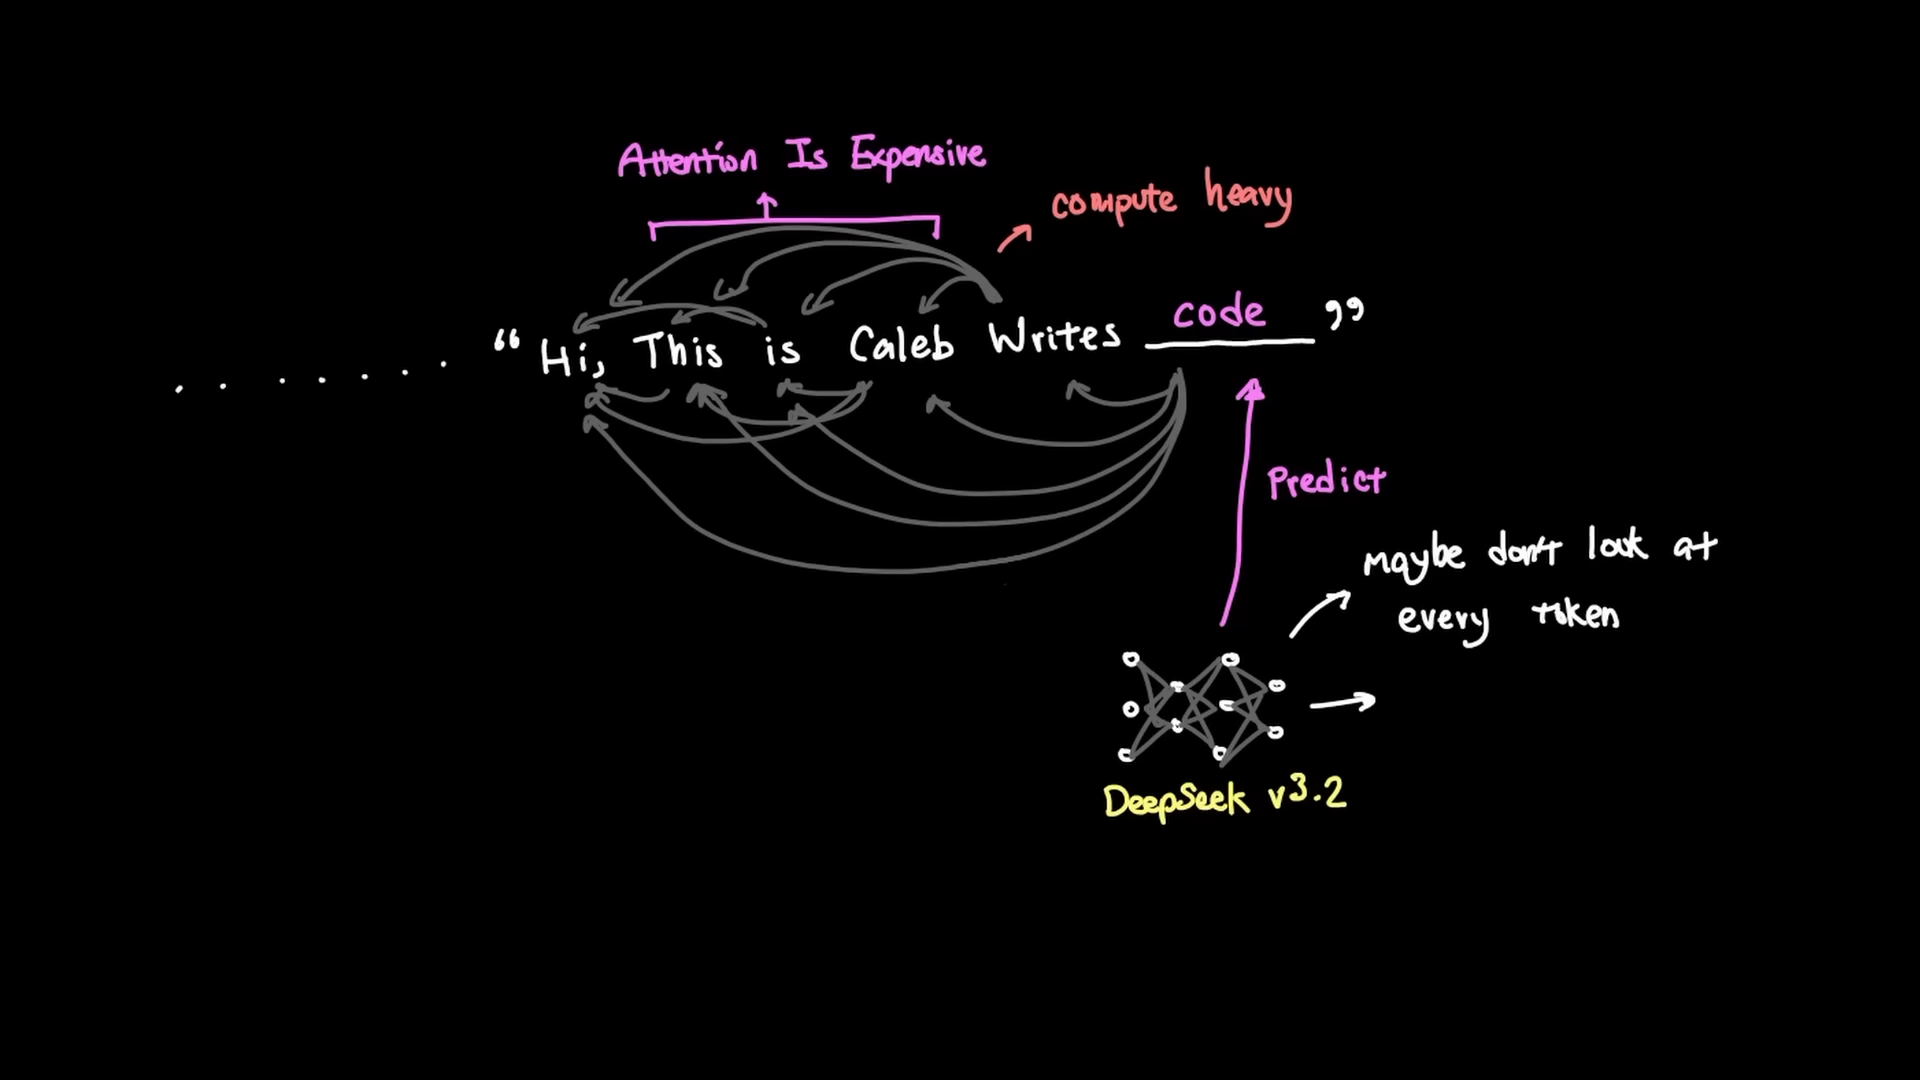 Attention Is Expensive
compute heavy
. . . . . . . . “Hi, This is Caleb Writes code”
Predict
maybe don't look at
every token
DeepSeek v3.2